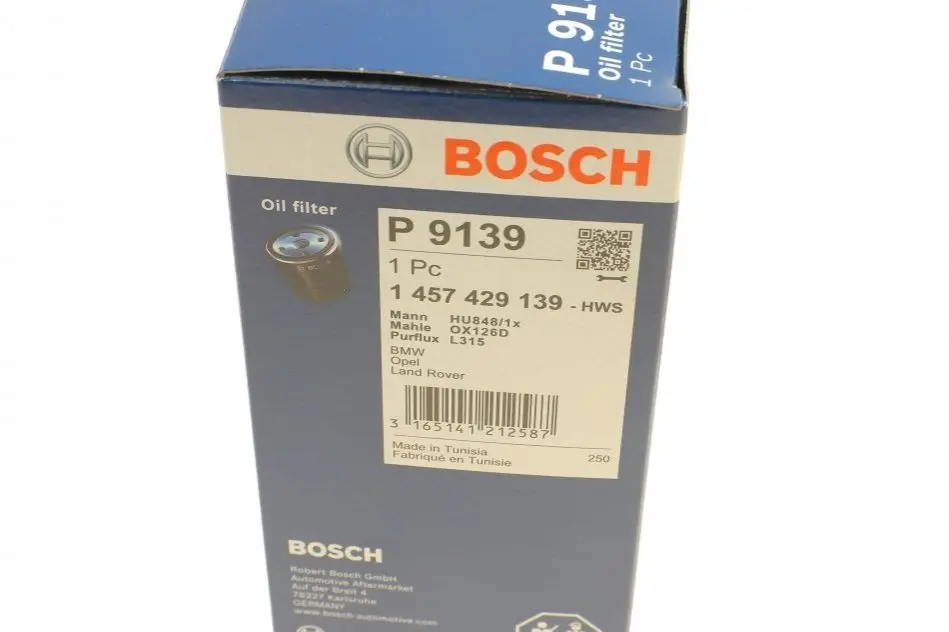 P 913
Oil filter
1 Pc
BOSCH
Oil filter
P 9139
1 Pc
1 457 429 139 - HWS
Mann HU848/1x
Mahle OX126D
Purflux L315
BMW
Opel
Land Rover
3 165141 212587
Made in Tunisia
Fabriqué en Tunisie 250
BOSCH
Robert Bosch GmbH
Automotive Aftermarket
Auf der Breit 4
76227 Karlsruhe
GERMANY
www.bosch-automotive.com